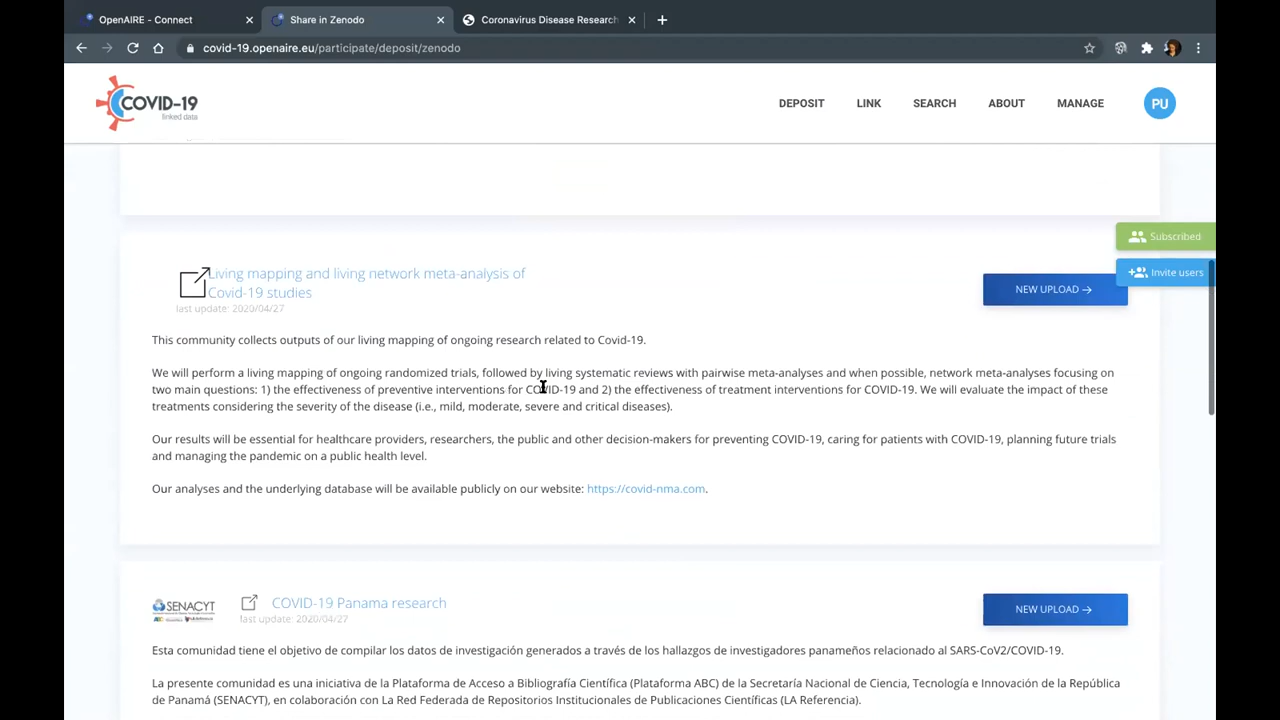 OpenAIRE - Connect
Share in Zenodo
Coronavirus Disease Research
covid-19.openaire.eu/participate/deposit/zenodo
COVID-19
linked data
DEPOSIT
LINK
SEARCH
ABOUT
MANAGE
PU
Subscribed
Invite users
Living mapping and living network meta-analysis of
Covid-19 studies
last update: 2020/04/27
NEW UPLOAD →
This community collects outputs of our living mapping of ongoing research related to Covid-19.
We will perform a living mapping of ongoing randomized trials, followed by living systematic reviews with pairwise meta-analyses and when possible, network meta-analyses focusing on
two main questions: 1) the effectiveness of preventive interventions for COVID-19 and 2) the effectiveness of treatment interventions for COVID-19. We will evaluate the impact of these
treatments considering the severity of the disease (i.e., mild, moderate, severe and critical diseases).
Our results will be essential for healthcare providers, researchers, the public and other decision-makers for preventing COVID-19, caring for patients with COVID-19, planning future trials
and managing the pandemic on a public health level.
Our analyses and the underlying database will be available publicly on our website: https://covid-nma.com.
SENACYT
COVID-19 Panama research
last update: 2020/04/27
NEW UPLOAD →
Esta comunidad tiene el objetivo de compilar los datos de investigación generados a través de los hallazgos de investigadores panameños relacionado al SARS-CoV2/COVID-19.
La presente comunidad es una iniciativa de la Plataforma de Acceso a Bibliografía Científica (Plataforma ABC) de la Secretaría Nacional de Ciencia, Tecnología e Innovación de la República
de Panamá (SENACYT), en colaboración con La Red Federada de Repositorios Institucionales de Publicaciones Científicas (LA Referencia).